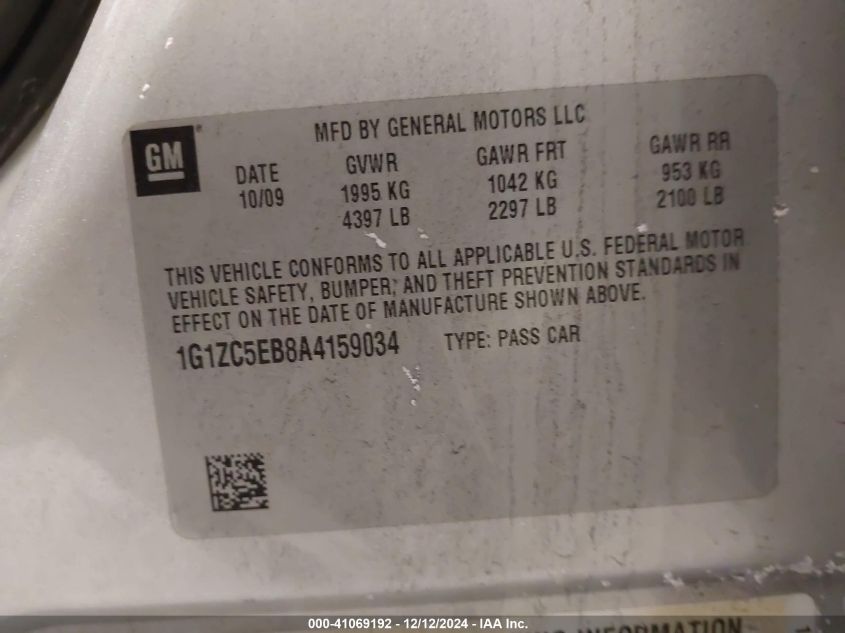 MFD BY GENERAL MOTORS LLC
GM®
DATE GVWR GAWR FRT GAWR RR
10/09 1995 KG 1042 KG 953 KG
4397 LB 2297 LB 2100 LB
THIS VEHICLE CONFORMS TO ALL APPLICABLE U.S. FEDERAL MOTOR
VEHICLE SAFETY, BUMPER, AND THEFT PREVENTION STANDARDS IN
EFFECT ON THE DATE OF MANUFACTURE SHOWN ABOVE.
1G1ZC5EB8A4159034 TYPE: PASS CAR
INFORMATION
000-41069192 - 12/12/2024 - IAA Inc.